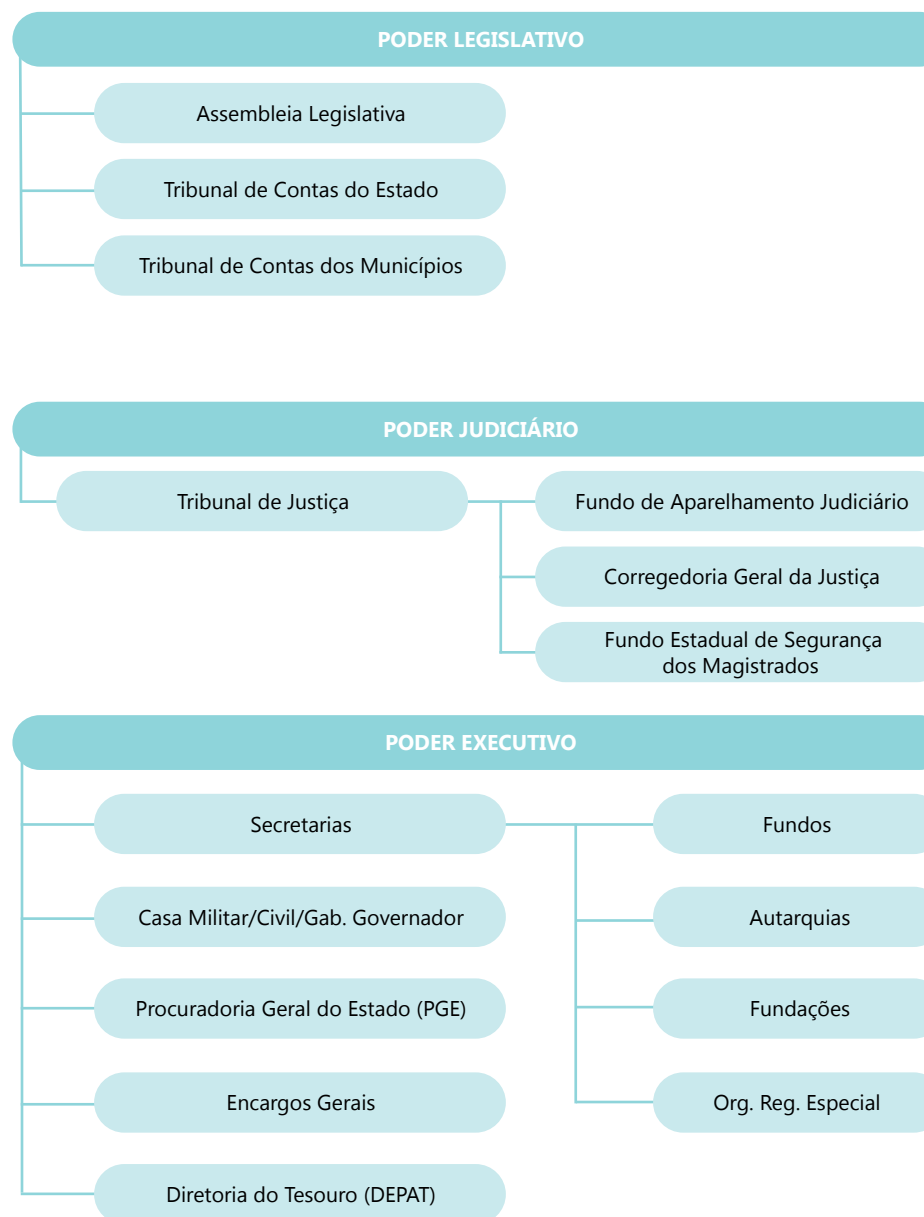 PODER LEGISLATIVO
Assembleia Legislativa
Tribunal de Contas do Estado
Tribunal de Contas dos Municípios
PODER JUDICIÁRIO
Tribunal de Justiça
Fundo de Aparelhamento Judiciário
Corregedoria Geral da Justiça
Fundo Estadual de Segurança
dos Magistrados
PODER EXECUTIVO
Secretarias
Fundos
Casa Militar/Civil/Gab. Governador
Autarquias
Procuradoria Geral do Estado (PGE)
Fundações
Encargos Gerais
Org. Reg. Especial
Diretoria do Tesouro (DEPAT)